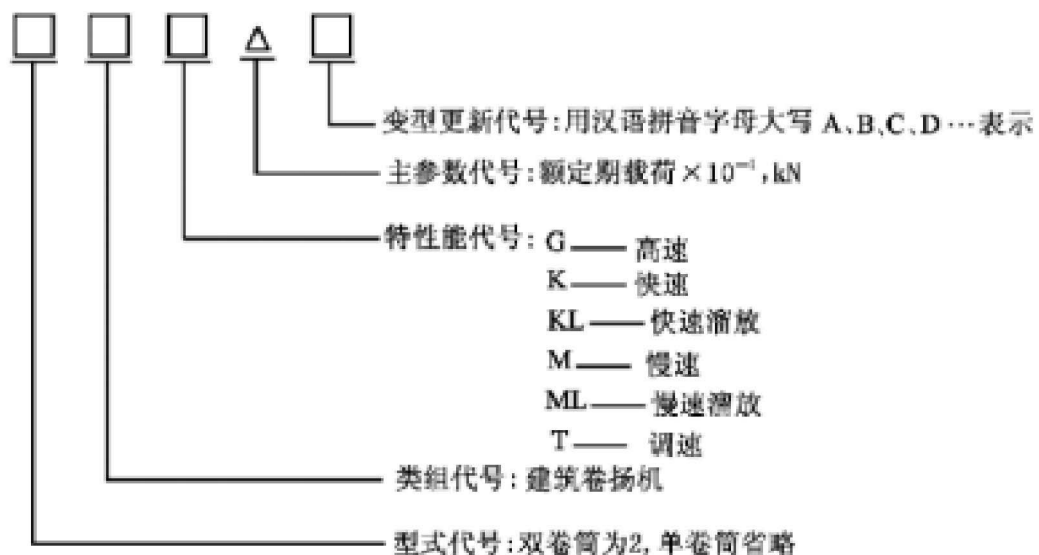 变型更新代号:用汉语拼音字母大写 A、B、C、D…表示
主参数代号:额定期载荷×10⁻¹,kN
特性能代号:G——高速
K——快速
KL——快速溜放
M——慢速
ML——慢速溜放
T——调速
类组代号:建筑卷扬机
型式代号:双卷筒为2,单卷筒省略